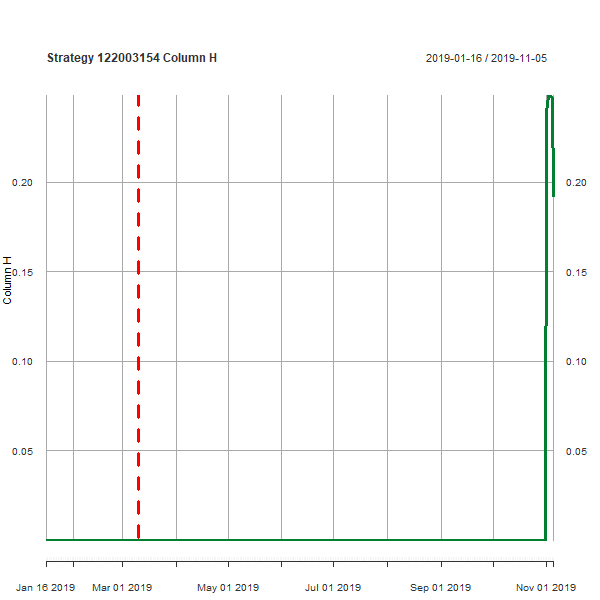 Strategy 122003154 Column H
2019-01-16 / 2019-11-05
0.20
0.20
0.15
0.15
Column H
0.10
0.10
0.05
0.05
Jan 16 2019
Mar 01 2019
May 01 2019
Jul 01 2019
Sep 01 2019
Nov 01 2019